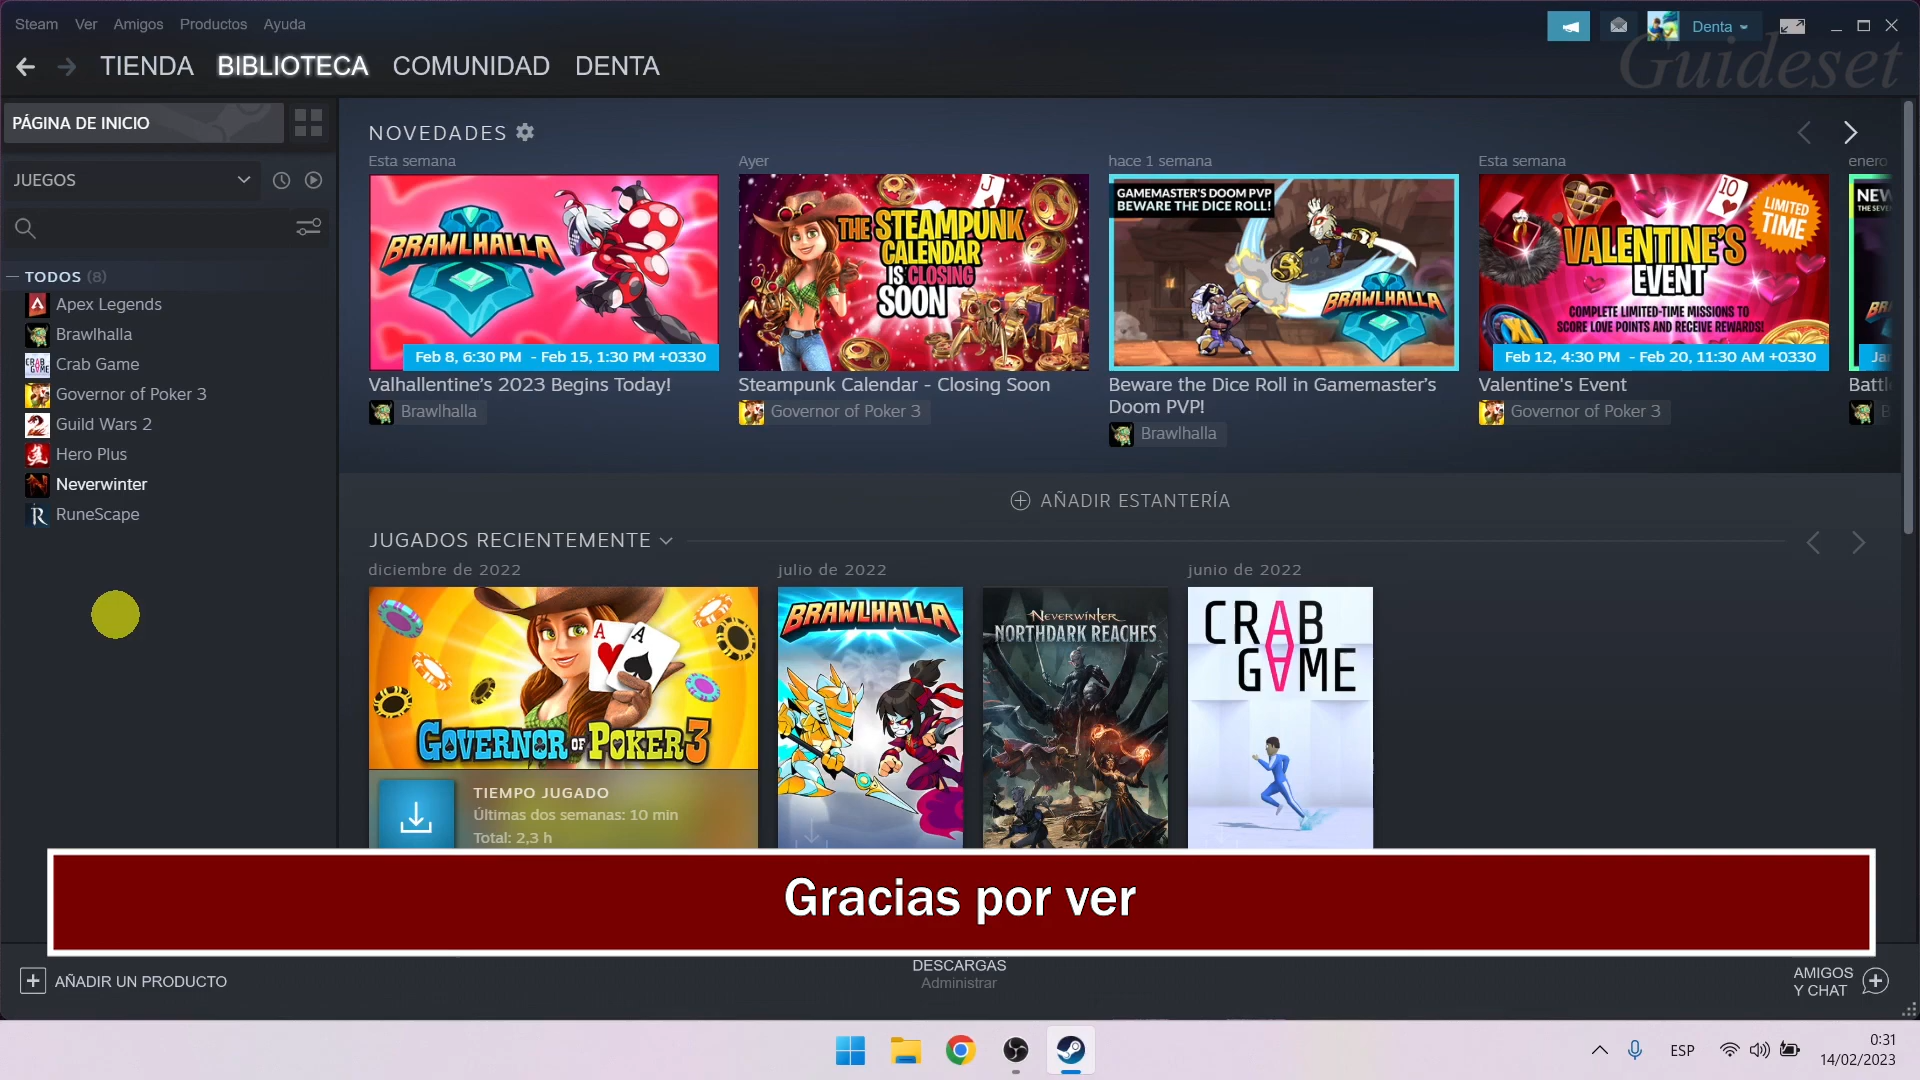 Steam Ver Amigos Productos Ayuda
Denta
Guideset
TIENDA BIBLIOTECA COMUNIDAD DENTA
PÁGINA DE INICIO
JUEGOS
TODOS (8)
Apex Legends
Brawlhalla
Crab Game
Governor of Poker 3
Guild Wars 2
Hero Plus
Neverwinter
RuneScape
NOVEDADES
Esta semana
BRAWLHALLA
Feb 8, 6:30 PM - Feb 15, 1:30 PM +0330
Valhallentine's 2023 Begins Today!
Brawlhalla
Ayer
THE STEAMPUNK
CALENDAR
IS CLOSING
SOON
Steampunk Calendar - Closing Soon
Governor of Poker 3
hace 1 semana
GAMEMASTER'S DOOM PVP
BEWARE THE DICE ROLL!
BRAWLHALLA
Beware the Dice Roll in Gamemaster's
Doom PVP!
Brawlhalla
Esta semana
LIMITED
TIME
VALENTINE'S
EVENT
COMPLETE LIMITED-TIME MISSIONS TO
SCORE LOVE POINTS AND RECEIVE REWARDS!
Feb 12, 4:30 PM - Feb 20, 11:30 AM +0330
Valentine's Event
Governor of Poker 3
enero
NEW
AÑADIR ESTANTERÍA
JUGADOS RECIENTEMENTE
diciembre de 2022
GOVERNOR OF POKER 3
TIEMPO JUGADO
Últimas dos semanas: 10 min
Total: 2,3 h
julio de 2022
BRAWLHALLA
NEVERWINTER
NORTHDARK REACHES
junio de 2022
CRAB
GAME
Gracias por ver
AÑADIR UN PRODUCTO
DESCARGAS
Administrar
AMIGOS
Y CHAT
ESP
0:31
14/02/2023